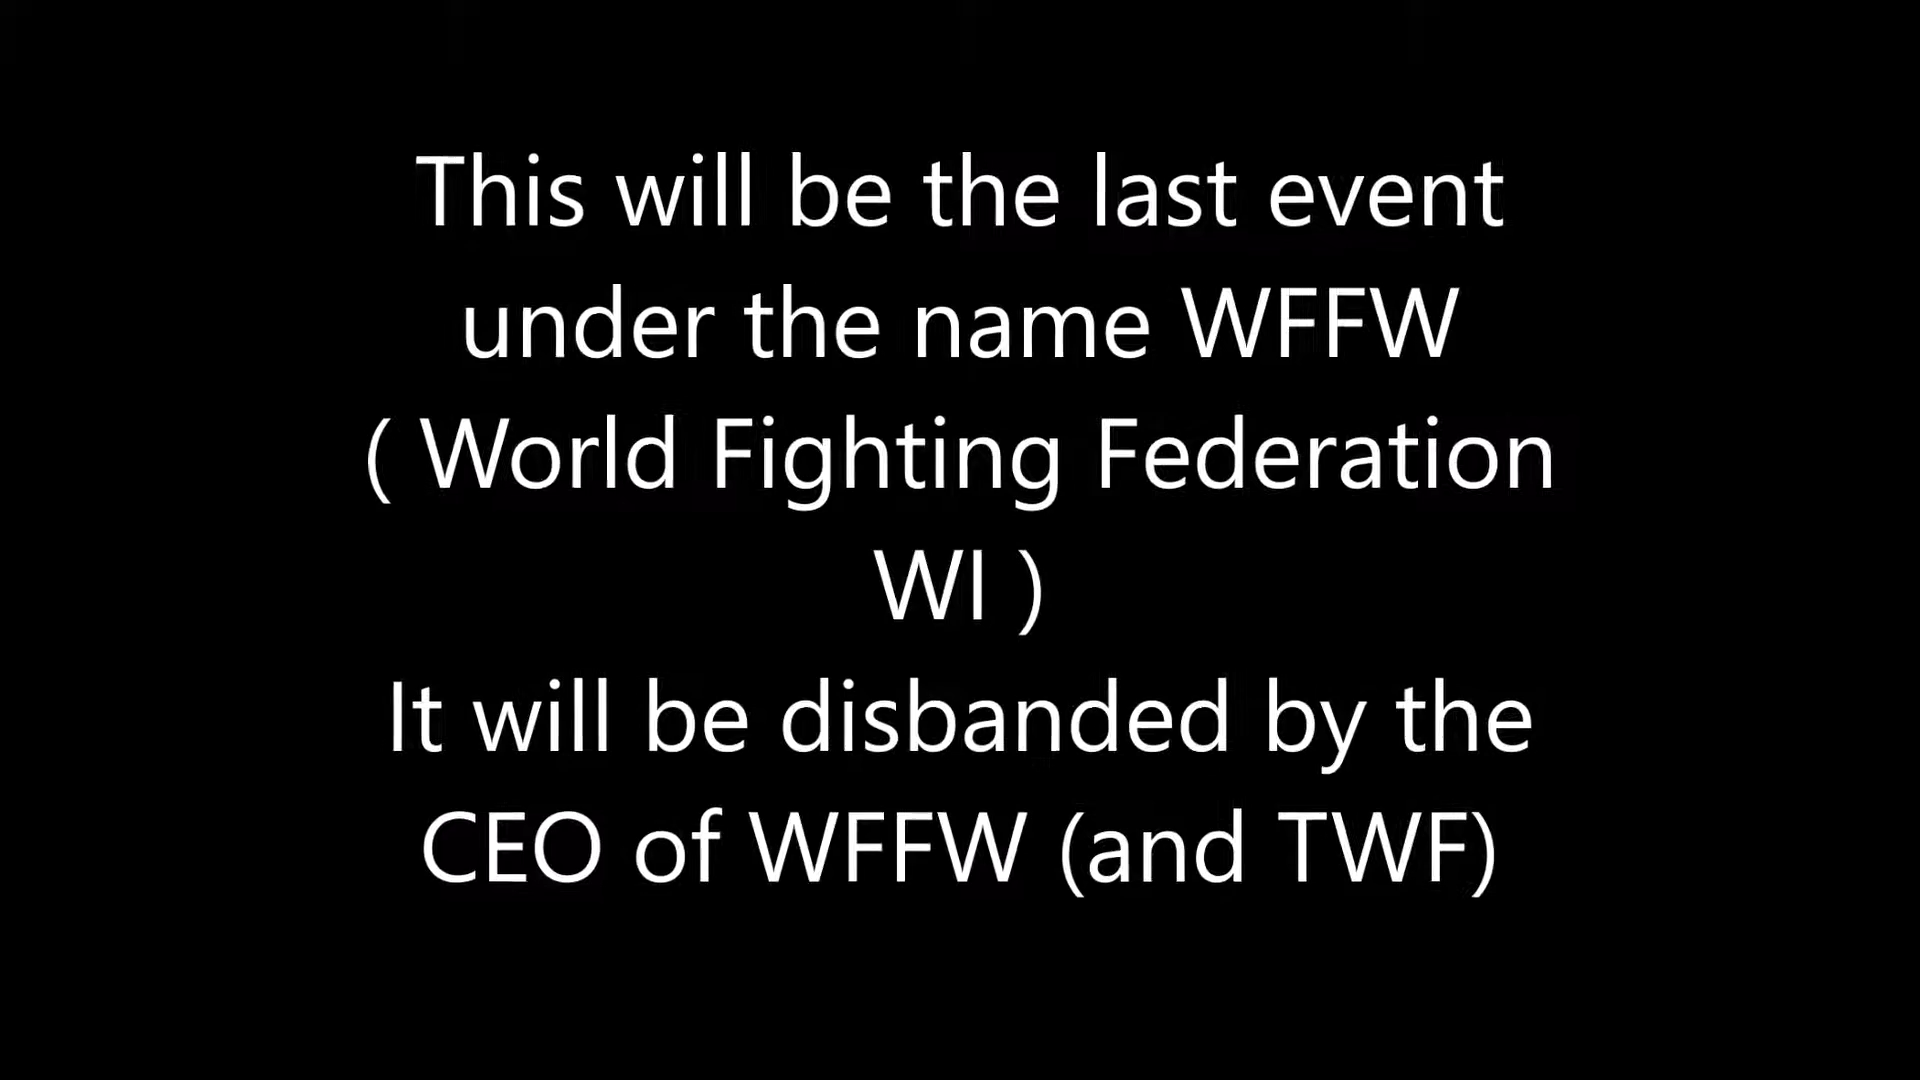 This will be the last event
under the name WFFW
( World Fighting Federation
WI )
It will be disbanded by the
CEO of WFFW (and TWF)